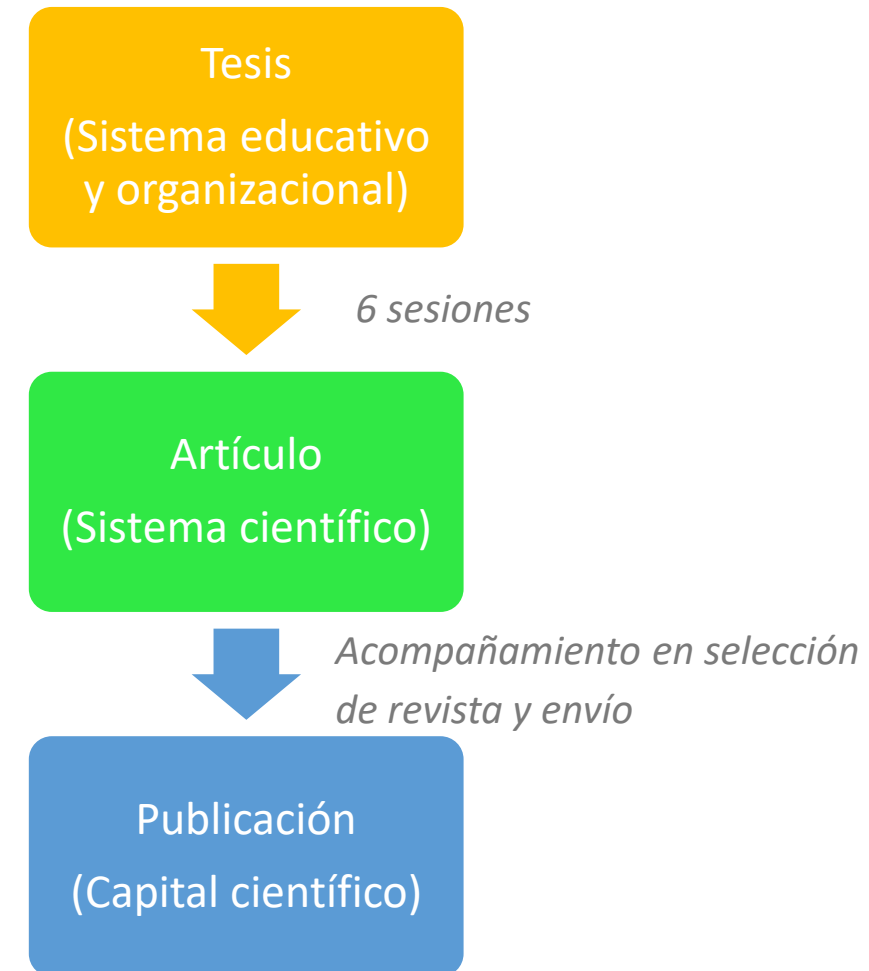 Tesis
(Sistema educativo
y organizacional)
6 sesiones
Artículo
(Sistema científico)
Acompañamiento en selección
de revista y envío
Publicación
(Capital científico)